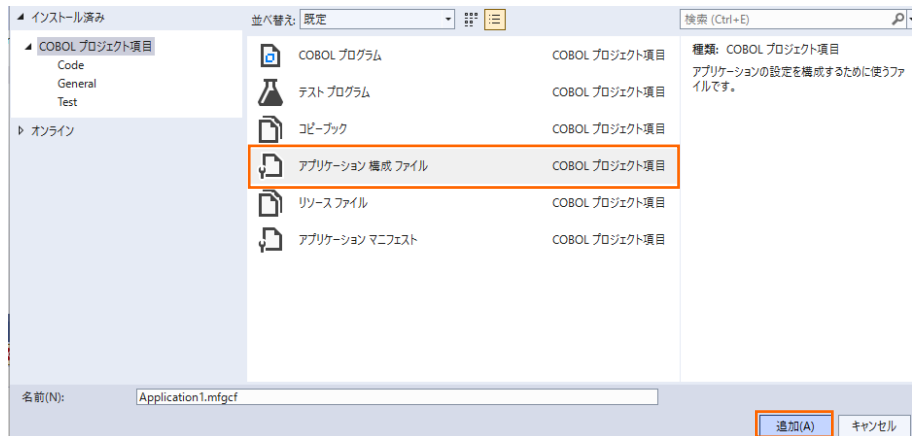 インストール済み
並べ替え: 既定
検索 (Ctrl+E)
COBOL プロジェクト項目
Code
General
Test
オンライン
COBOL プログラム COBOL プロジェクト項目
テスト プログラム COBOL プロジェクト項目
コピーブック COBOL プロジェクト項目
アプリケーション 構成 ファイル COBOL プロジェクト項目
リソース ファイル COBOL プロジェクト項目
アプリケーション マニフェスト COBOL プロジェクト項目
種類: COBOL プロジェクト項目
アプリケーションの設定を構成するために使うファ
イルです。
名前(N): Application1.mfgcf
追加(A) キャンセル